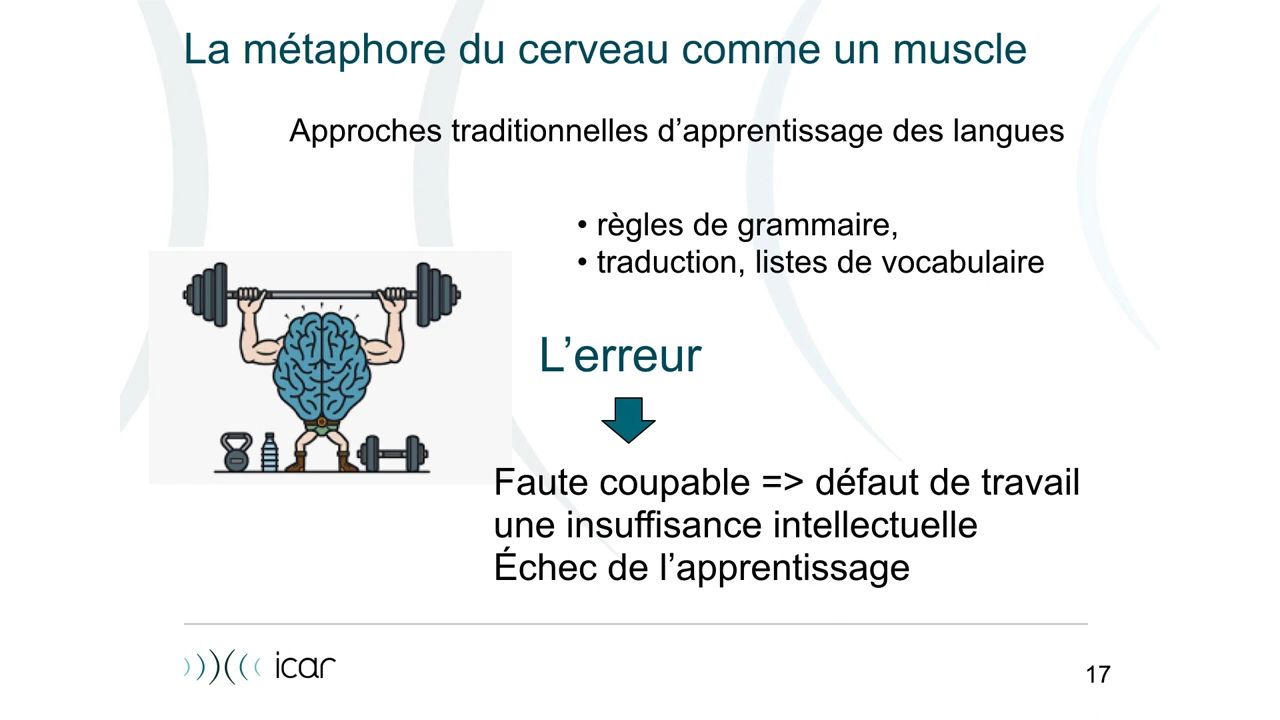 La métaphore du cerveau comme un muscle
Approches traditionnelles d’apprentissage des langues
• règles de grammaire,
• traduction, listes de vocabulaire
L’erreur
Faute coupable => défaut de travail
une insuffisance intellectuelle
Échec de l’apprentissage
)))((( icar
17